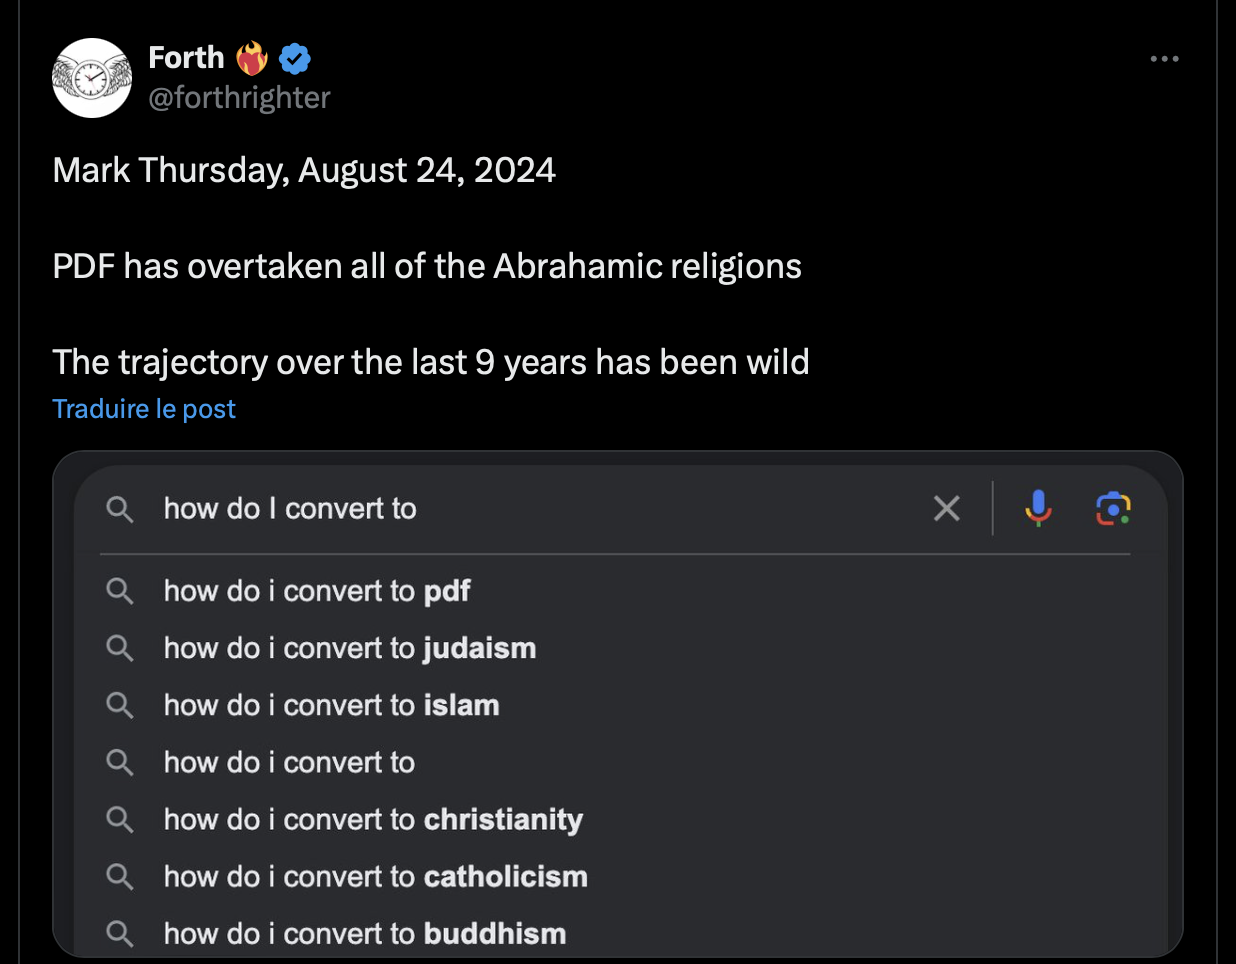 Forth
@forthrighter
Mark Thursday, August 24, 2024
PDF has overtaken all of the Abrahamic religions
The trajectory over the last 9 years has been wild
Traduire le post
how do I convert to
how do i convert to pdf
how do i convert to judaism
how do i convert to islam
how do i convert to
how do i convert to christianity
how do i convert to catholicism
how do i convert to buddhism